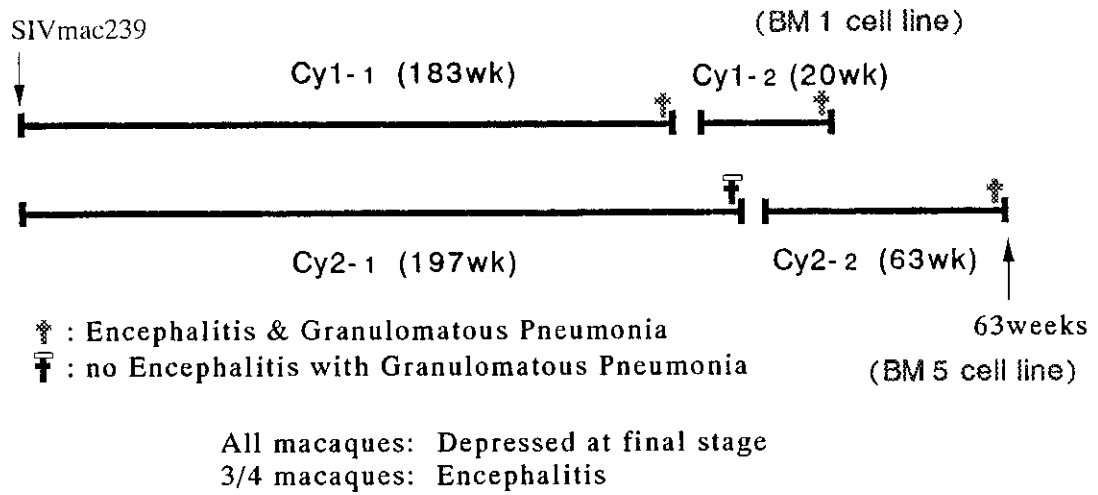 SIVmac239
(BM 1 cell line)
Cy1-1 (183wk)
Cy1-2 (20wk)
Cy2-1 (197wk)
Cy2-2 (63wk)
: Encephalitis & Granulomatous Pneumonia
: no Encephalitis with Granulomatous Pneumonia
63weeks
(BM 5 cell line)
All macaques: Depressed at final stage
3/4 macaques: Encephalitis